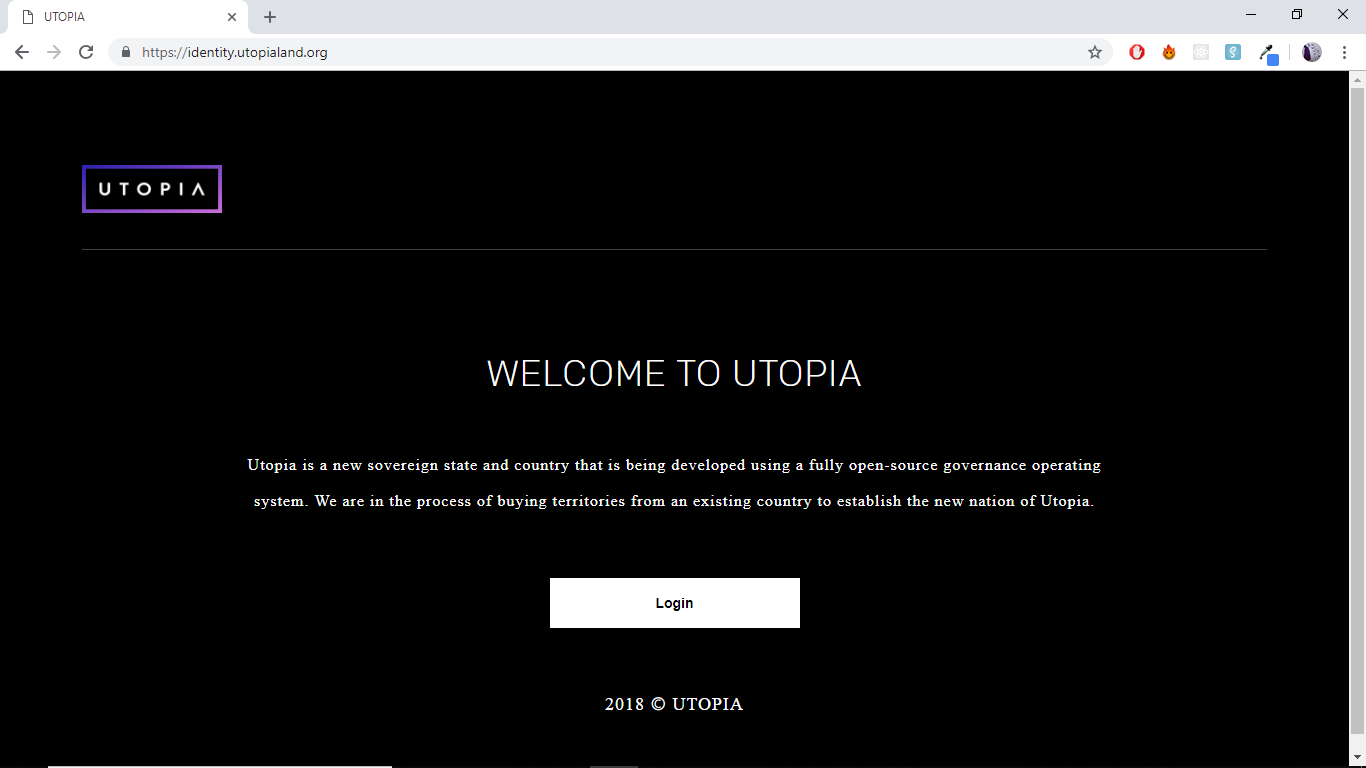 UTOPIA
https://identity.utopialand.org
UTOPIA
WELCOME TO UTOPIA
Utopia is a new sovereign state and country that is being developed using a fully open-source governance operating
system. We are in the process of buying territories from an existing country to establish the new nation of Utopia.
Login
2018 © UTOPIA